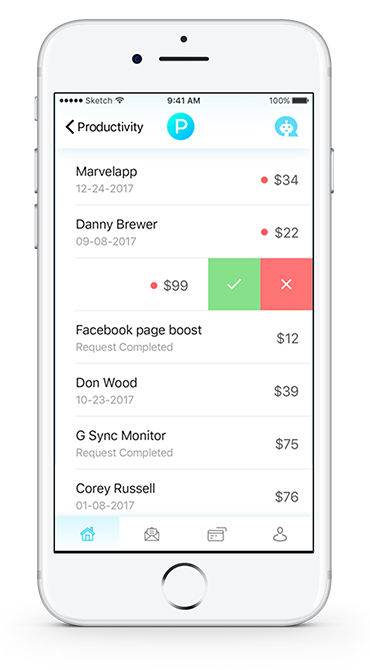 Sketch 9:41 AM 100%
Productivity P
Marvelapp
12-24-2017
$34
Danny Brewer
09-08-2017
$22
$99
Facebook page boost
Request Completed
$12
Don Wood
10-23-2017
$39
G Sync Monitor
Request Completed
$75
Corey Russell
01-08-2017
$76